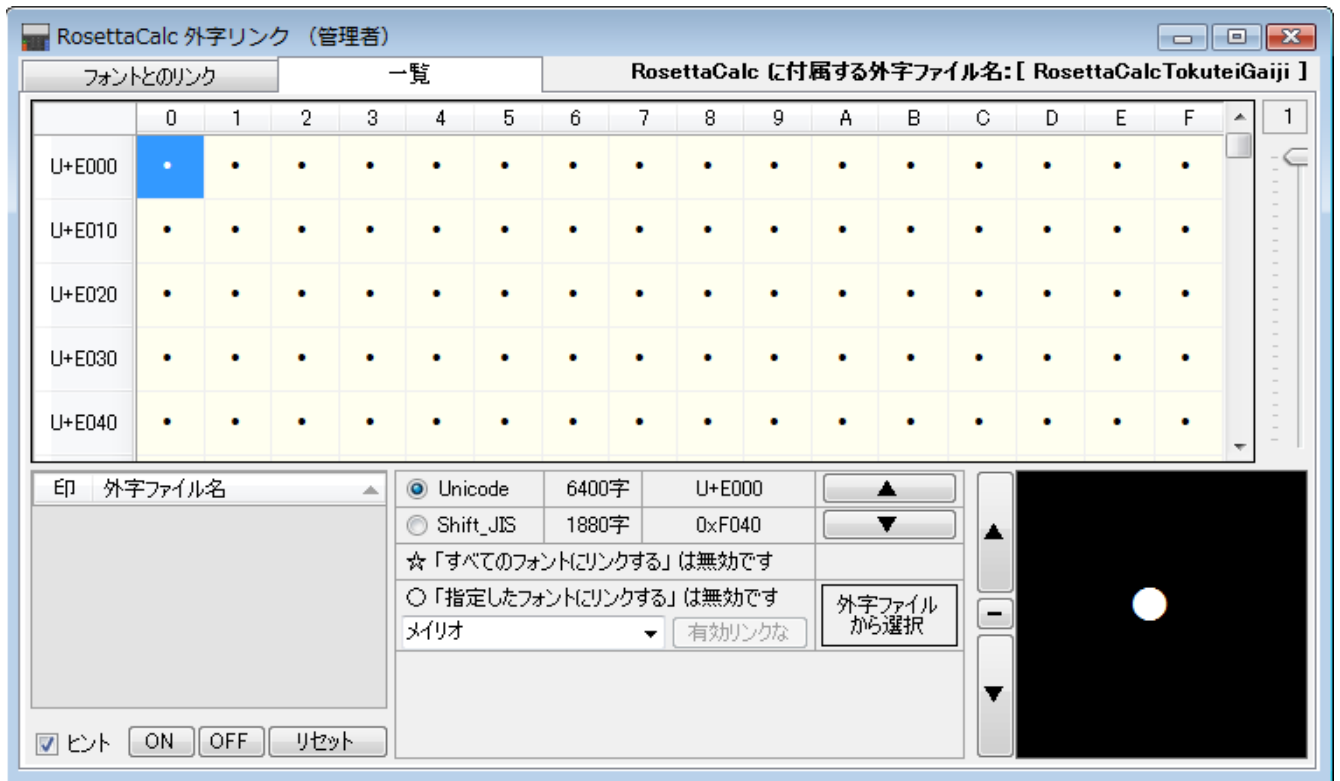 RosettaCalc 外字リンク （管理者）
フォントとのリンク 一覧 RosettaCalc に付属する外字ファイル名：[ RosettaCalcTokuteiGaiji ]
0 1 2 3 4 5 6 7 8 9 A B C D E F 1
U+E000 • • • • • • • • • • • • • • • •
U+E010 • • • • • • • • • • • • • • • •
U+E020 • • • • • • • • • • • • • • • •
U+E030 • • • • • • • • • • • • • • • •
U+E040 • • • • • • • • • • • • • • • •
印 外字ファイル名
Unicode 6400字 U+E000 ▲
Shift_JIS 1880字 0xF040 ▼
☆「すべてのフォントにリンクする」は無効です
○「指定したフォントにリンクする」は無効です
メイリオ 有効リンクな
外字ファイル
から選択
▲
−
▼
ヒント ON OFF リセット